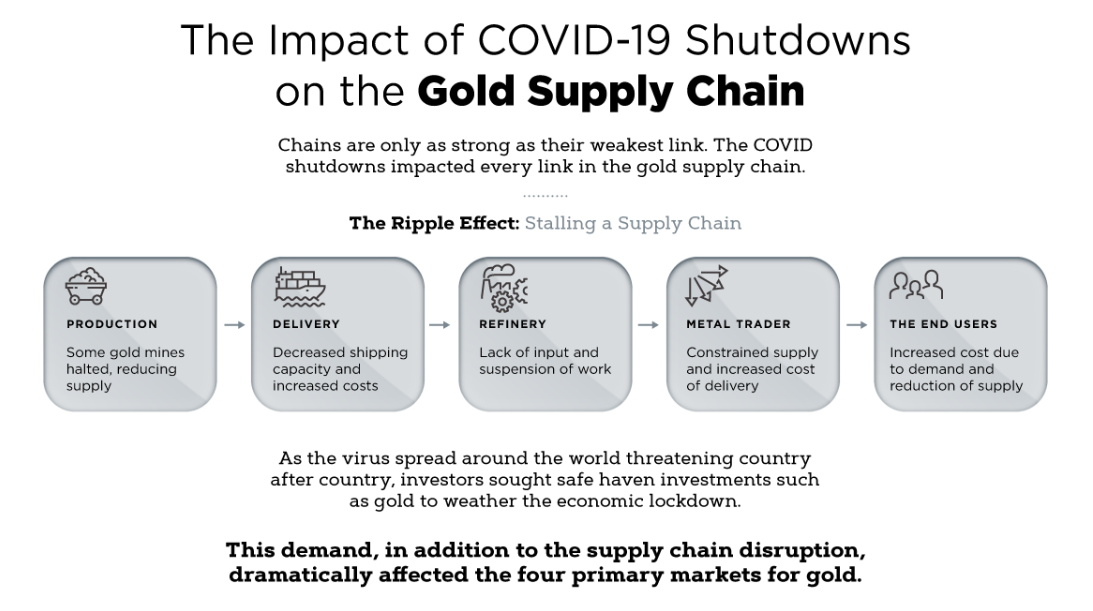 The Impact of COVID-19 Shutdowns
on the Gold Supply Chain
Chains are only as strong as their weakest link. The COVID
shutdowns impacted every link in the gold supply chain.
..........
The Ripple Effect: Stalling a Supply Chain
PRODUCTION
Some gold mines
halted, reducing
supply
DELIVERY
Decreased shipping
capacity and
increased costs
REFINERY
Lack of input and
suspension of work
METAL TRADER
Constrained supply
and increased cost
of delivery
THE END USERS
Increased cost due
to demand and
reduction of supply
As the virus spread around the world threatening country
after country, investors sought safe haven investments such
as gold to weather the economic lockdown.
This demand, in addition to the supply chain disruption,
dramatically affected the four primary markets for gold.